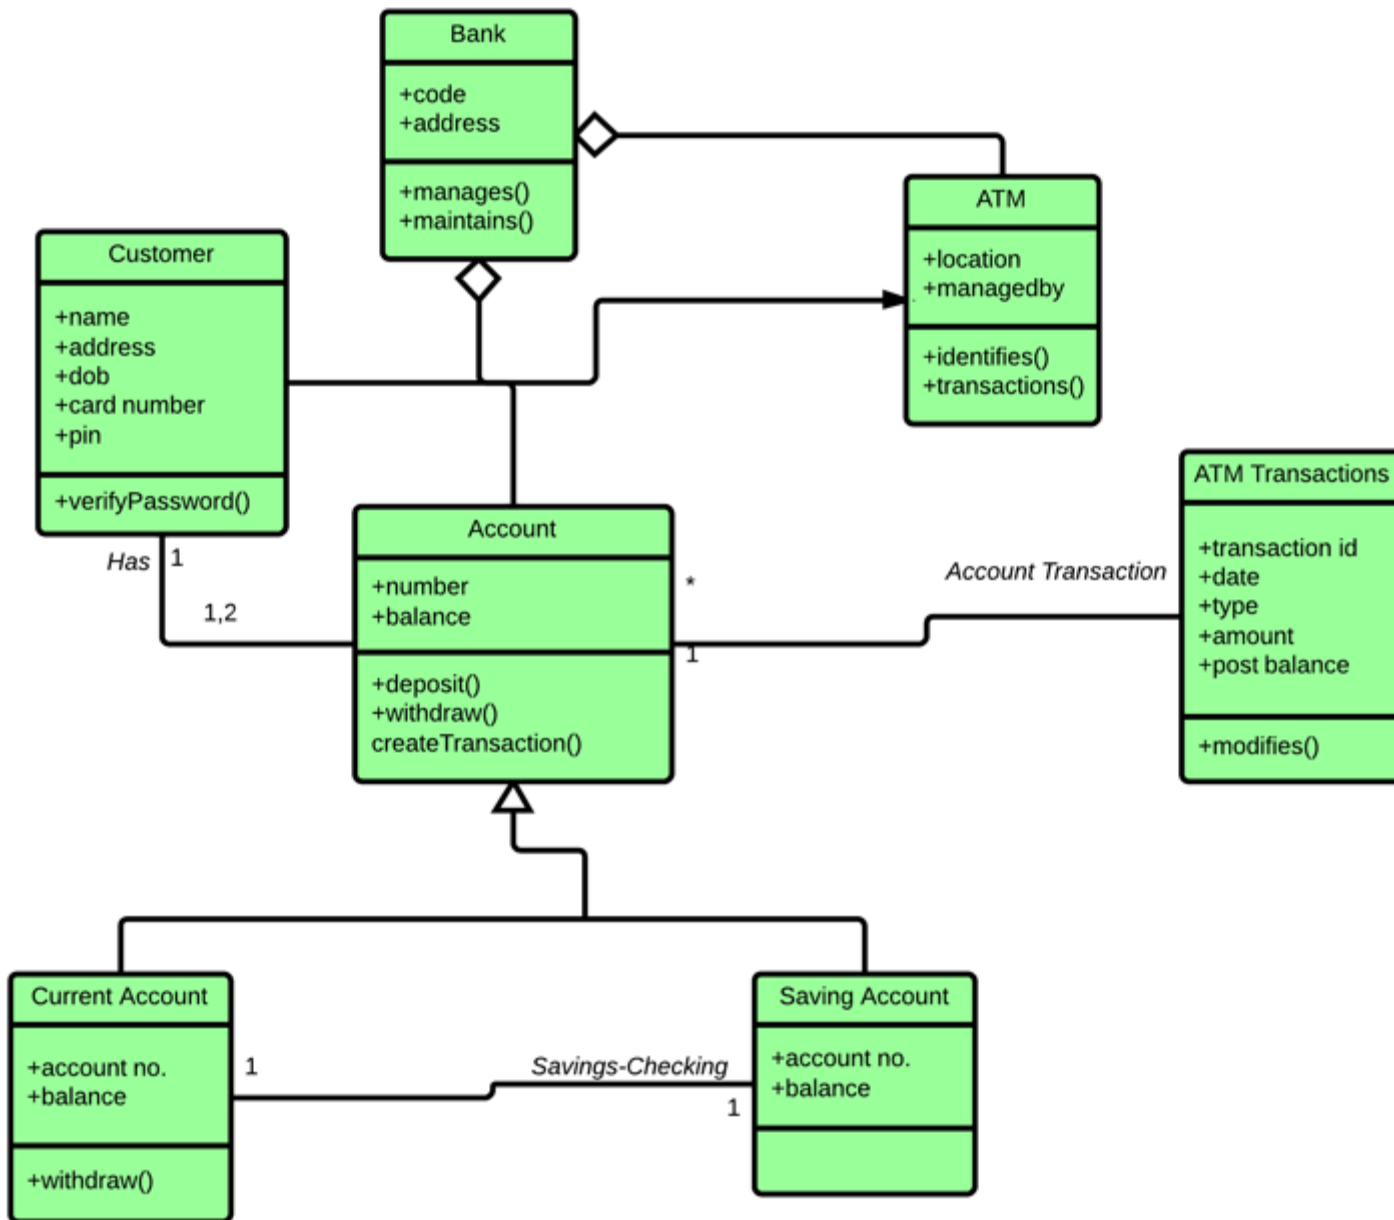 Bank
+code
+address
+manages()
+maintains()
ATM
+location
+managedby
+identifies()
+transactions()
Customer
+name
+address
+dob
+card number
+pin
+verifyPassword()
Has
1
1,2
Account
+number
+balance
+deposit()
+withdraw()
createTransaction()
*
1
Account Transaction
ATM Transactions
+transaction id
+date
+type
+amount
+post balance
+modifies()
Current Account
+account no.
+balance
+withdraw()
1
Savings-Checking
1
Saving Account
+account no.
+balance